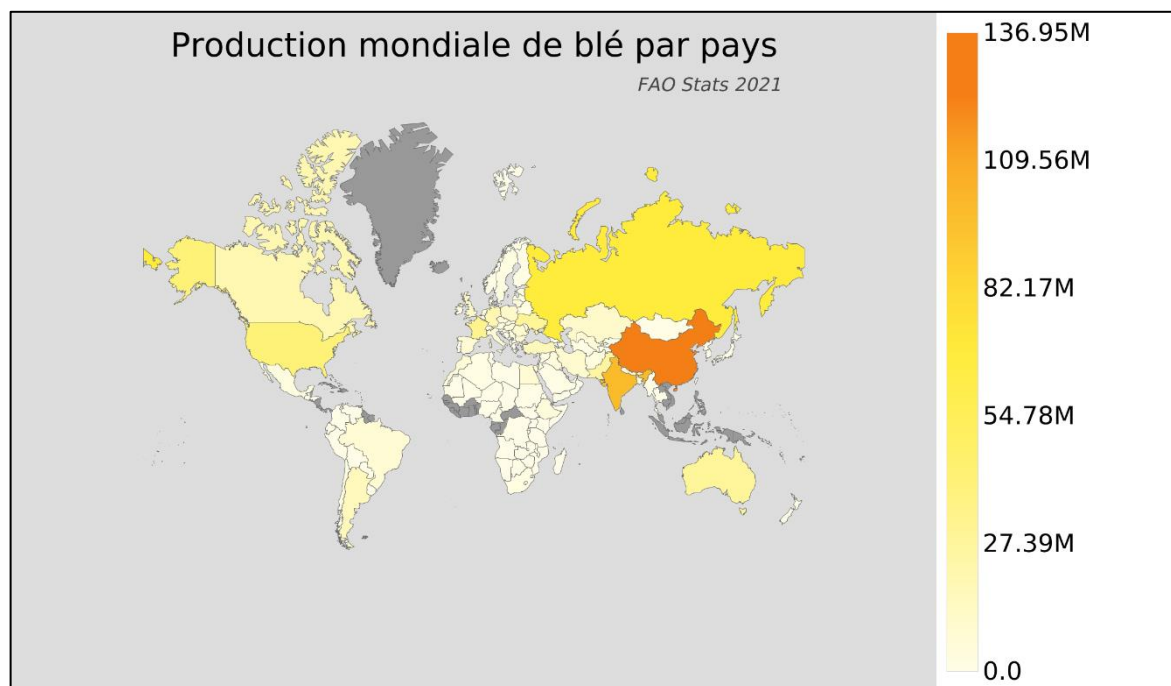 Production mondiale de blé par pays
FAO Stats 2021
136.95M
109.56M
82.17M
54.78M
27.39M
0.0